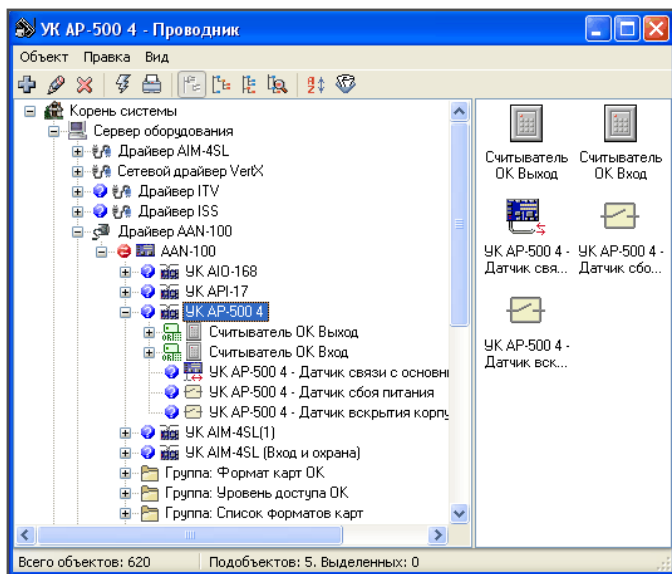 УК АР-500 4 - Проводник
Объект Правка Вид
Корень системы
Сервер оборудования
Драйвер AIM-4SL
Сетевой драйвер VertX
Драйвер ITV
Драйвер ISS
Драйвер AAN-100
AAN-100
УК AIO-168
УК API-17
УК АР-500 4
Считыватель ОК Выход
Считыватель ОК Вход
УК АР-500 4 - Датчик связи с основн
УК АР-500 4 - Датчик сбоя питания
УК АР-500 4 - Датчик вскрытия корпу
УК AIM-4SL(1)
УК AIM-4SL (Вход и охрана)
Группа: Формат карт ОК
Группа: Уровень доступа ОК
Группа: Список форматов карт
Считыватель
ОК Выход
Считыватель
ОК Вход
УК АР-500 4 -
Датчик свя...
УК АР-500 4 -
Датчик сбо...
УК АР-500 4 -
Датчик вск...
Всего объектов: 620
Подобъектов: 5. Выделенных: 0